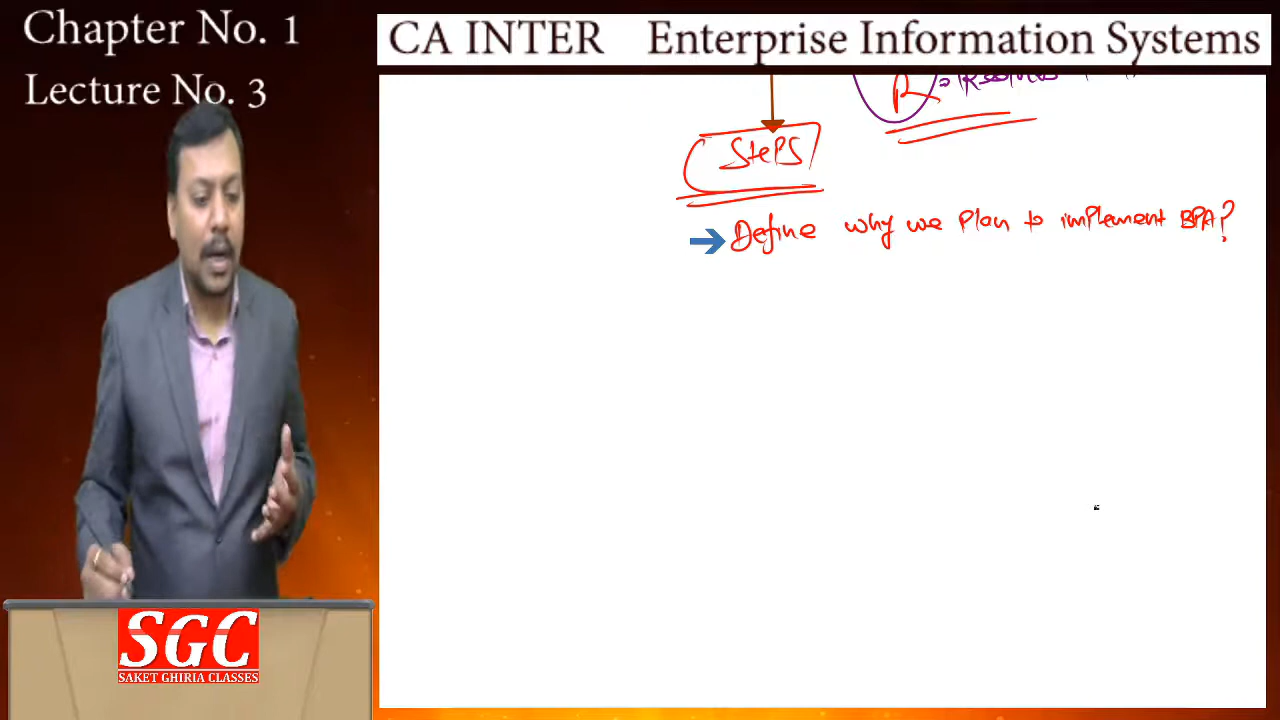 Chapter No. 1
Lecture No. 3
CA INTER Enterprise Information Systems
R
StePS
Define why we Plan to implement BPA?
SGC
SAKET GHIRIA CLASSES